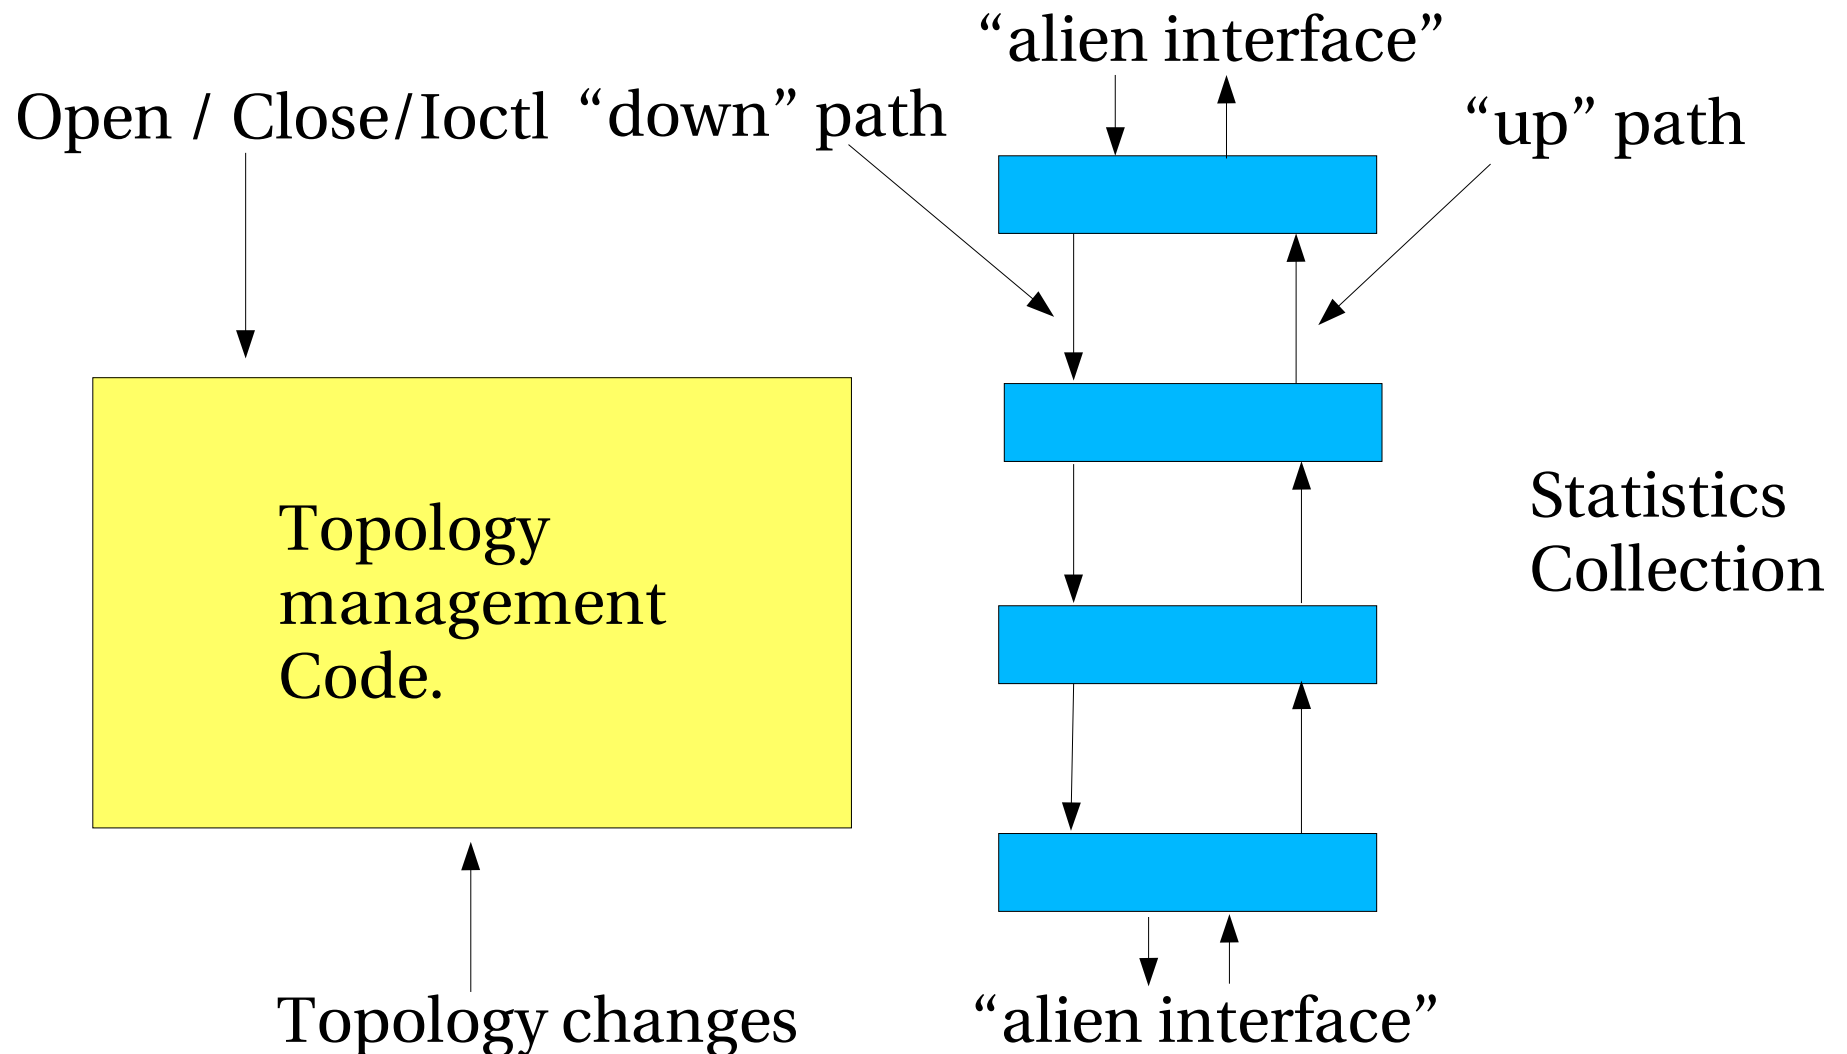 “alien interface”
Open / Close/Ioctl
“down” path
“up” path
Topology
management
Code.
Statistics
Collection
Topology changes
“alien interface”